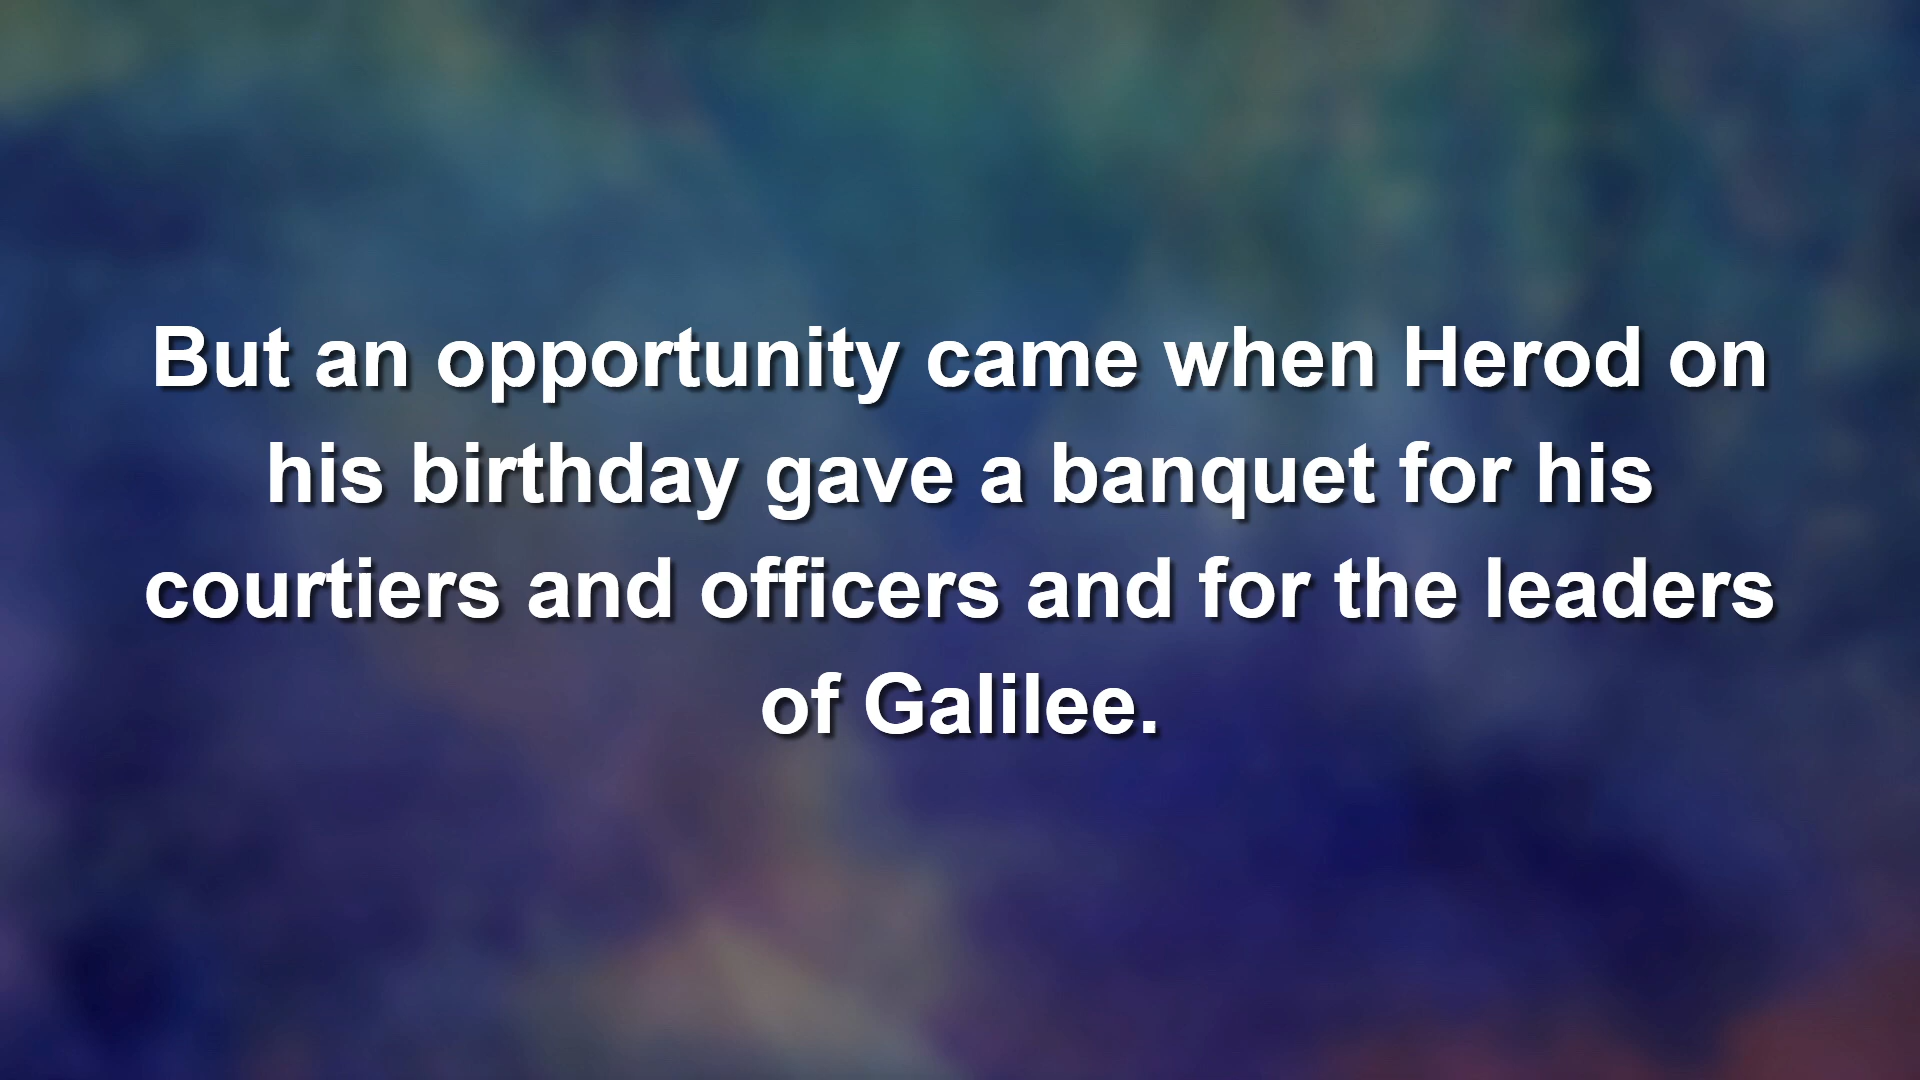 But an opportunity came when Herod on
his birthday gave a banquet for his
courtiers and officers and for the leaders
of Galilee.